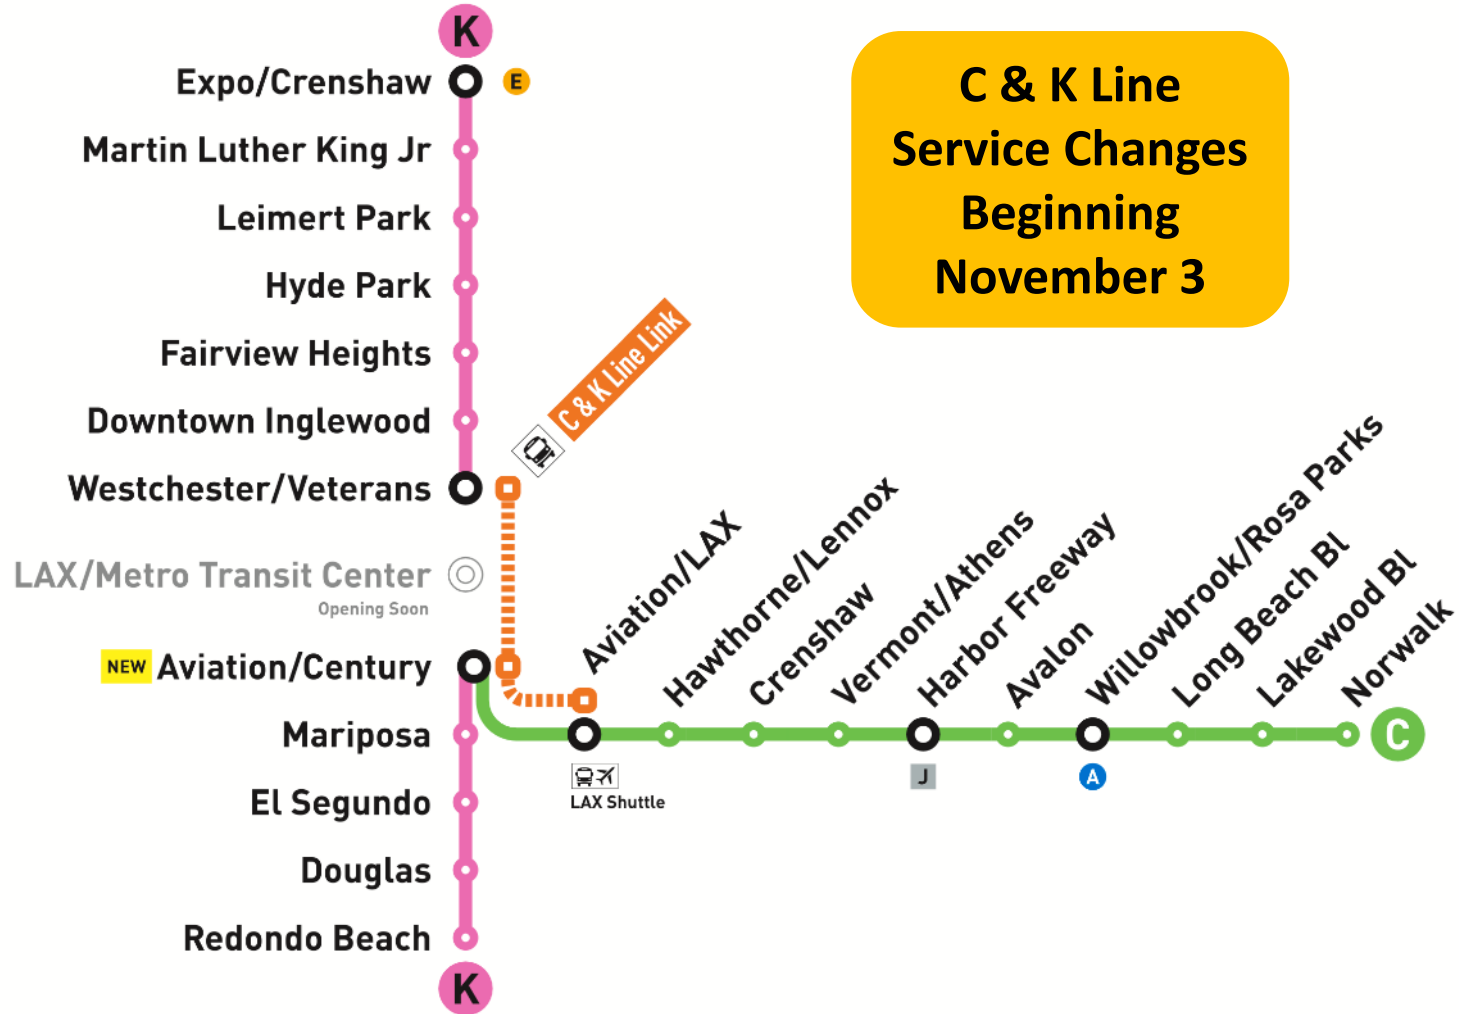 K
Expo/Crenshaw
E
Martin Luther King Jr
Leimert Park
Hyde Park
Fairview Heights
Downtown Inglewood
Westchester/Veterans
LAX/Metro Transit Center
Opening Soon
NEW Aviation/Century
Mariposa
El Segundo
Douglas
Redondo Beach
K
C & K Line
Service Changes
Beginning
November 3
C & K Line Link
Aviation/LAX
Hawthorne/Lennox
Crenshaw
Vermont/Athens
Harbor Freeway
Avalon
Willowbrook/Rosa Parks
Long Beach Bl
Lakewood Bl
Norwalk
C
LAX Shuttle
J
A